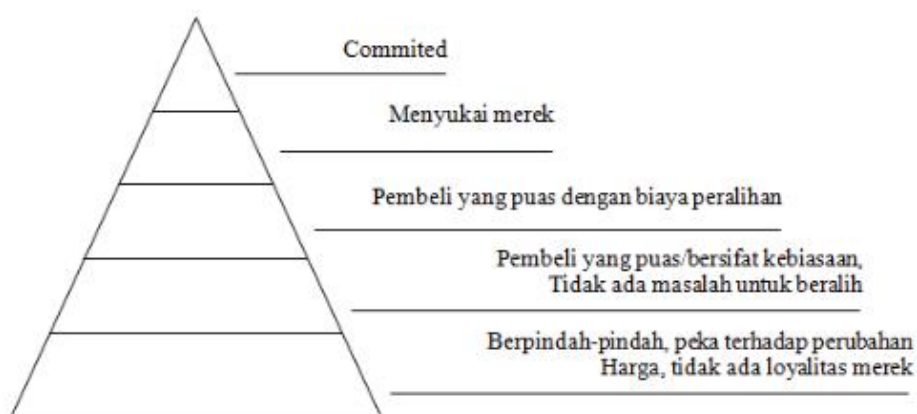 Commited
Menyukai merek
Pembeli yang puas dengan biaya peralihan
Pembeli yang puas/bersifat kebiasaan,
Tidak ada masalah untuk beralih
Berpindah-pindah, peka terhadap perubahan
Harga, tidak ada loyalitas merek